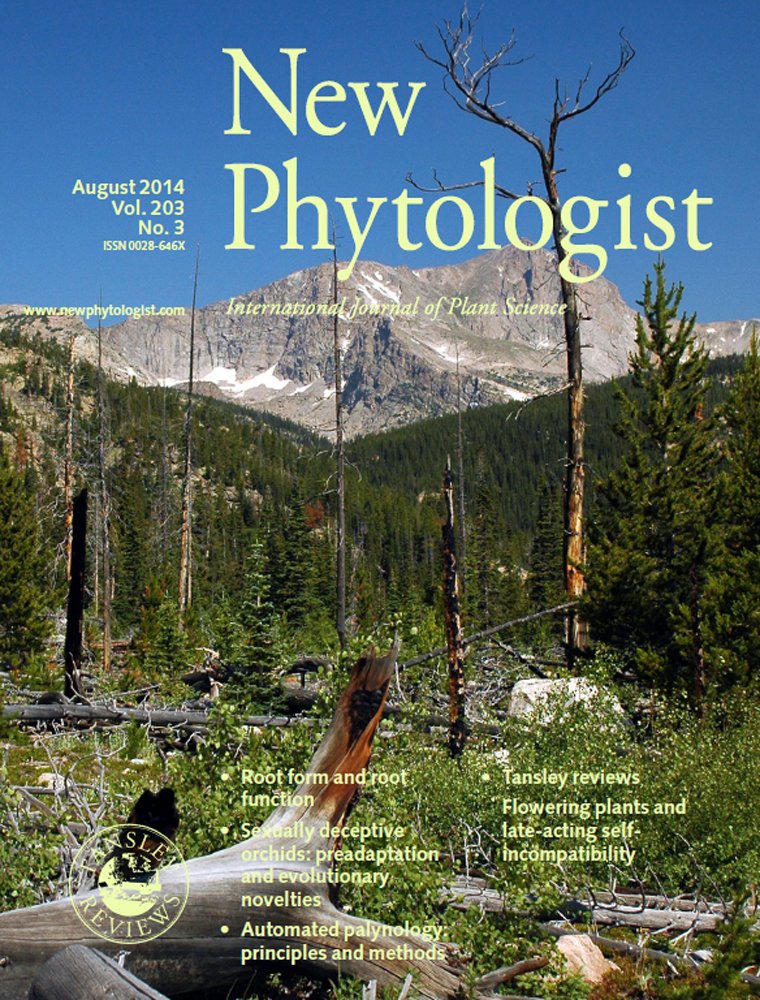 New
Phytologist
August 2014
Vol. 203
No. 3
ISSN 0028-646X
www.newphytologist.com
International Journal of Plant Science
• Root form and root
function
• Sexually deceptive
orchids: preadaptation
and evolutionary
novelties
• Automated palynology:
principles and methods
• Tansley reviews
Flowering plants and
late-acting self-
incompatibility
TANSLEY
REVIEWS